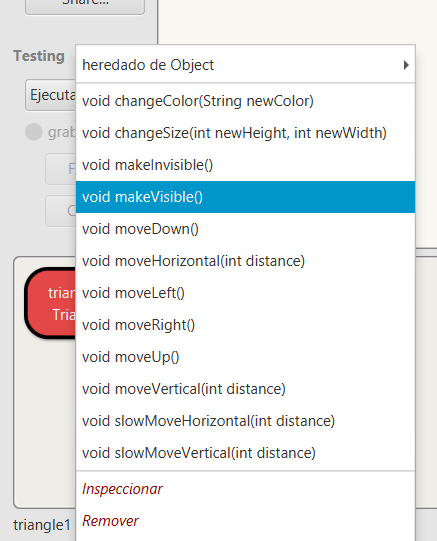 Share...
Testing
heredado de Object
Ejecuta
void changeColor(String newColor)
grab
void changeSize(int newHeight, int newWidth)
F
void makeInvisible()
void makeVisible()
void moveDown()
void moveHorizontal(int distance)
trian
void moveLeft()
Tria
void moveRight()
void moveUp()
void moveVertical(int distance)
void slowMoveHorizontal(int distance)
void slowMoveVertical(int distance)
Inspeccionar
triangle1
Remover